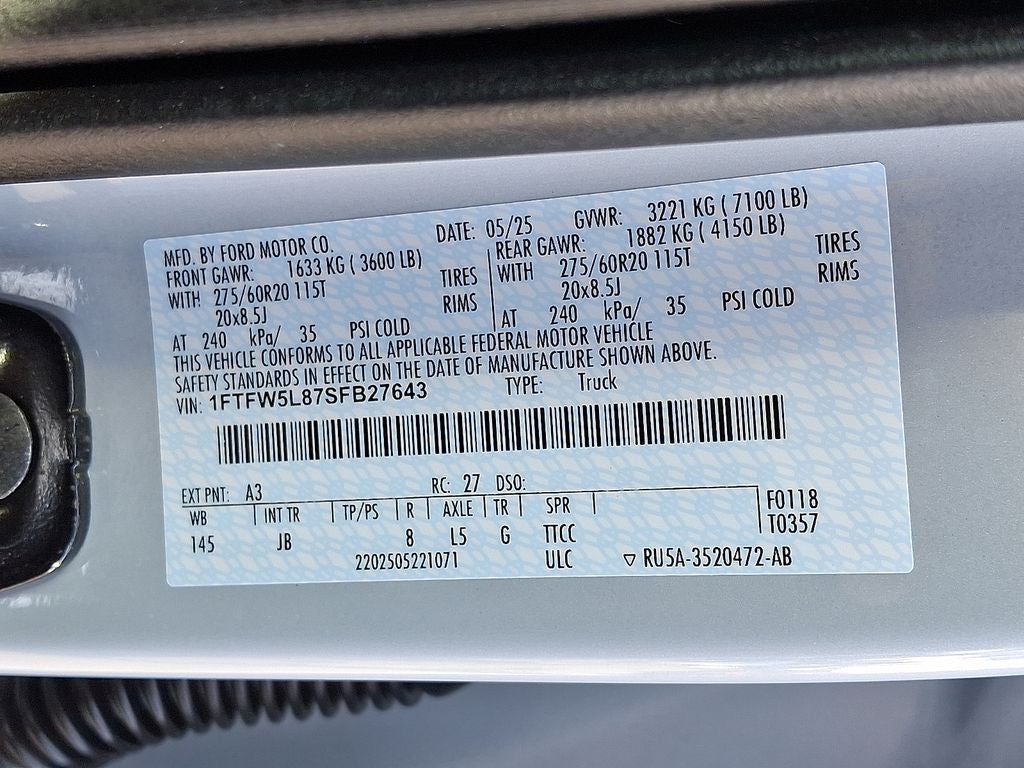 MFD. BY FORD MOTOR CO. DATE: 05/25 GVWR: 3221 KG ( 7100 LB)
FRONT GAWR: 1633 KG ( 3600 LB) REAR GAWR: 1882 KG ( 4150 LB)
WITH 275/60R20 115T TIRES WITH 275/60R20 115T TIRES
20x8.5J RIMS 20x8.5J RIMS
AT 240 kPa/ 35 PSI COLD AT 240 kPa/ 35 PSI COLD
THIS VEHICLE CONFORMS TO ALL APPLICABLE FEDERAL MOTOR VEHICLE
SAFETY STANDARDS IN EFFECT ON THE DATE OF MANUFACTURE SHOWN ABOVE.
VIN: 1FTFW5L87SFB27643 TYPE: Truck
EXT PNT: A3 RC: 27 DSO:
WB INT TR TP/PS R AXLE TR SPR F0118
145 JB 8 L5 G TTCC T0357
2202505221071 ULC ▽ RU5A-3520472-AB